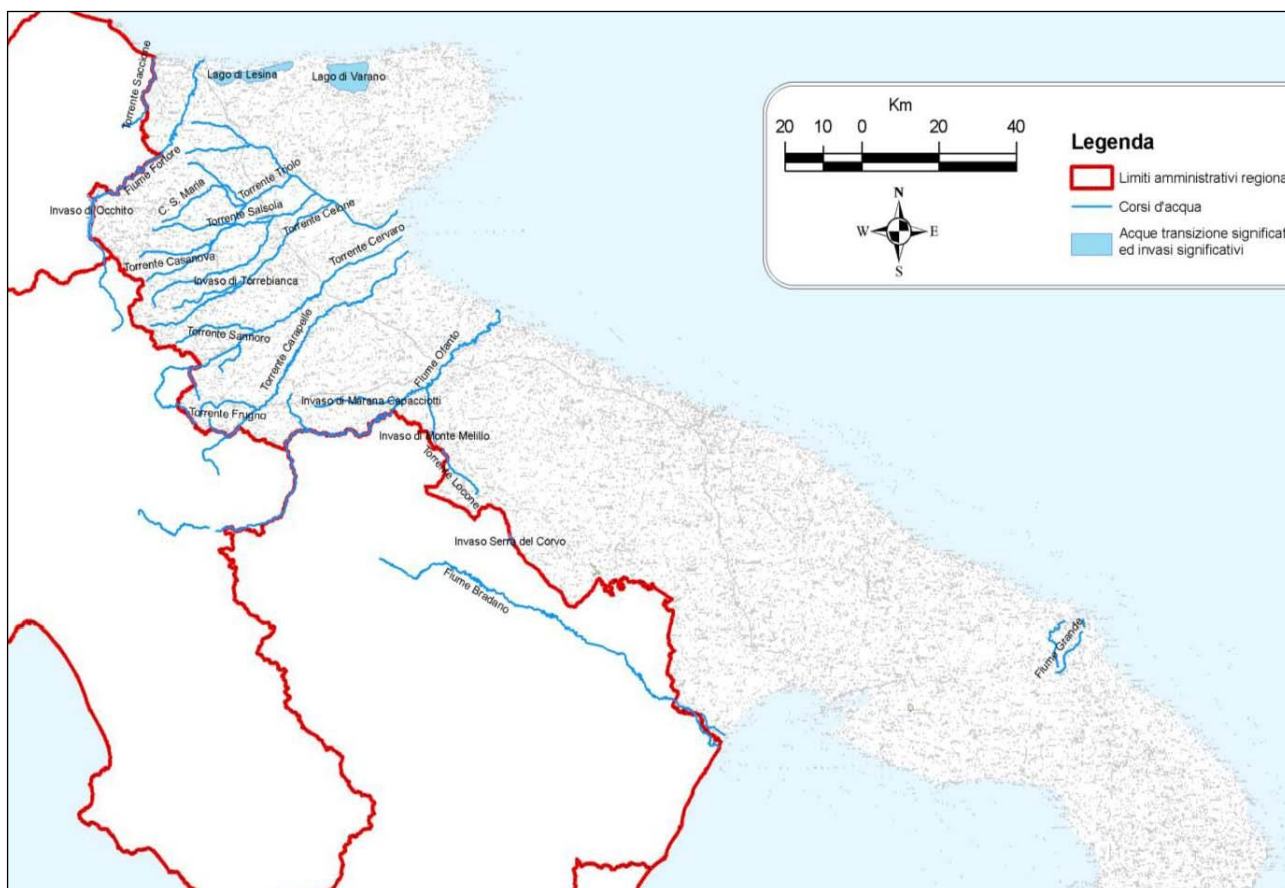 Torrente Saccione
Lago di Lesina
Lago di Varano
Fiume Fortore
Invaso di Occhito
C. S. Maria
Torrente Triolo
Torrente Salsola
Torrente Celone
Torrente Cervaro
Torrente Casanova
Invaso di Torrebianca
Torrente Sannoro
Torrente Carapelle
Fiume Ofanto
Invaso di Marana Capacciotti
Torrente Frugno
Invaso di Monte Melillo
Torrente Locone
Invaso Serra del Corvo
Fiume Bradano
Fiume Grande
Km
20 10 0 20 40
N
W E
S
Legenda
Limiti amministrativi regiona
Corsi d'acqua
Acque transizione significat
ed invasi significativi